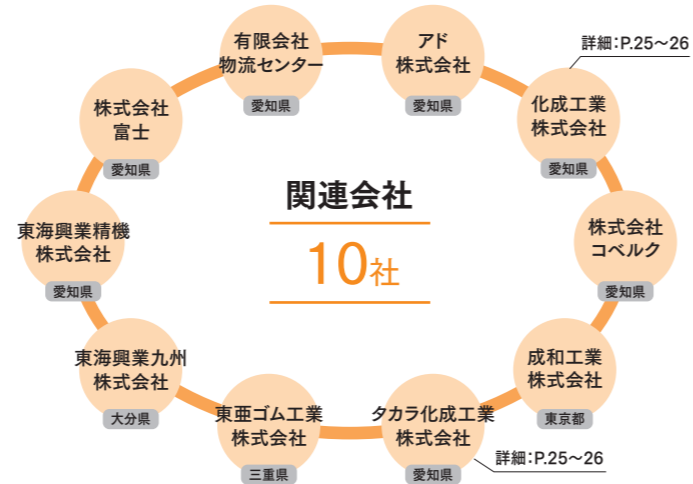 有限会社
物流センター
愛知県
アド
株式会社
愛知県
詳細：P.25～26
化成工業
株式会社
愛知県
株式会社
富士
愛知県
関連会社
10社
株式会社
コベルク
愛知県
東海興業精機
株式会社
愛知県
東海興業九州
株式会社
大分県
成和工業
株式会社
東京都
東亜ゴム工業
株式会社
三重県
タカラ化成工業
株式会社
愛知県
詳細：P.25～26